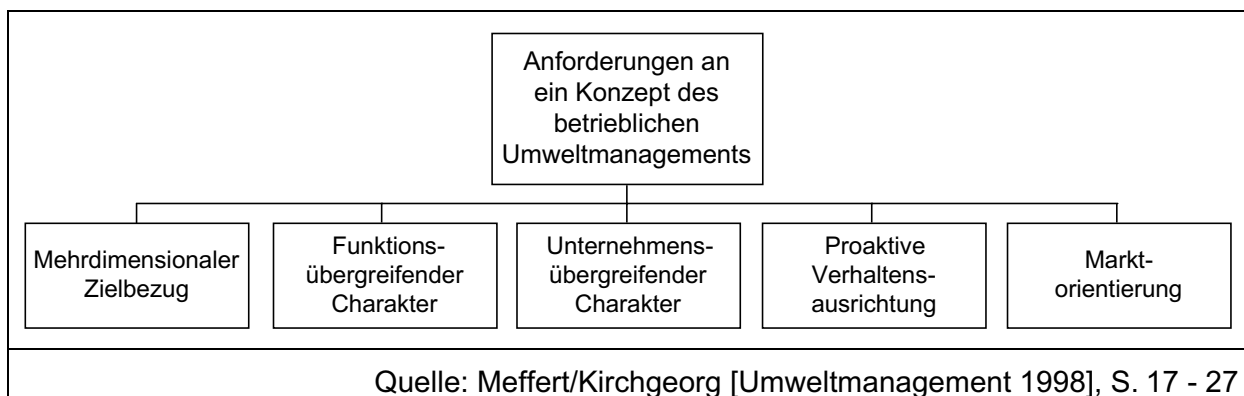 Anforderungen an
ein Konzept des
betrieblichen
Umweltmanagements
Mehrdimensionaler
Zielbezug
Funktions-
übergreifender
Charakter
Unternehmens-
übergreifender
Charakter
Proaktive
Verhaltens-
ausrichtung
Markt-
orientierung
Quelle: Meffert/Kirchgeorg [Umweltmanagement 1998], S. 17 - 27